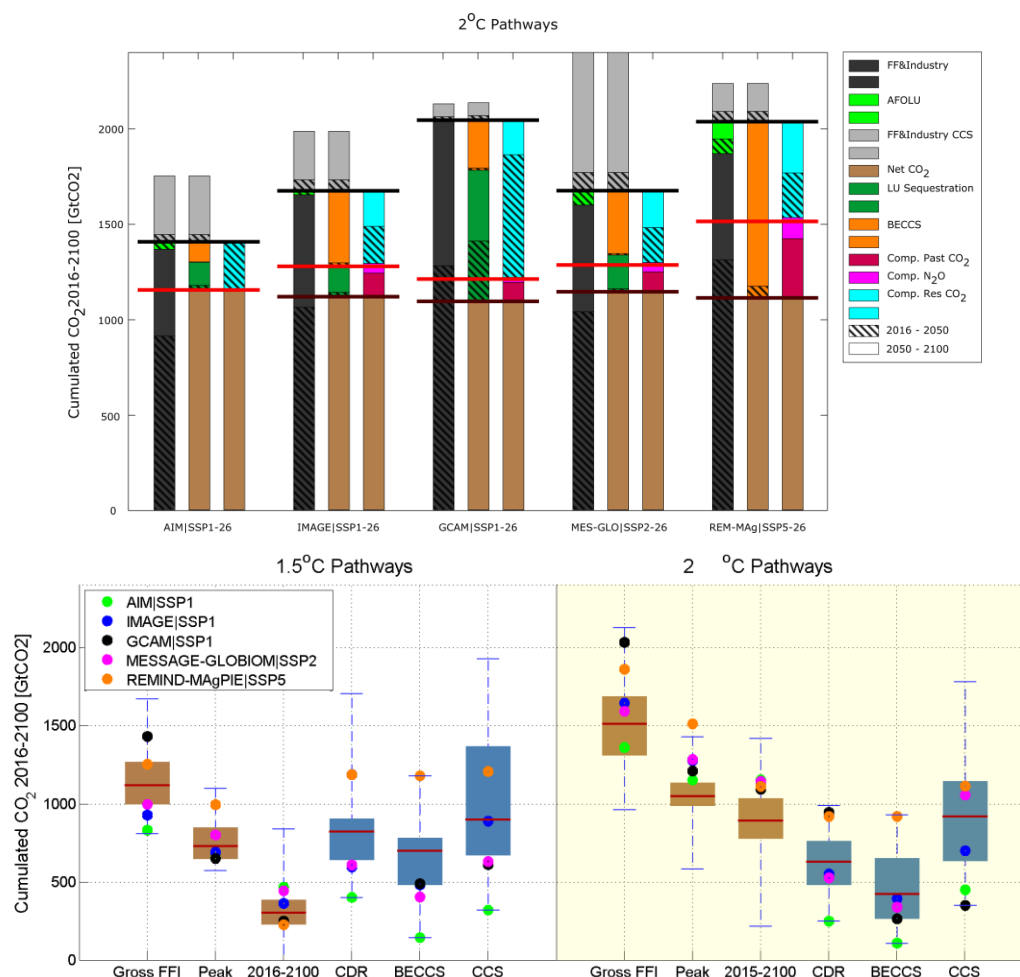 2°C Pathways
Cumulated CO₂2016-2100 [GtCO2]
2000
1500
1000
500
0
AIM|SSP1-26
IMAGE|SSP1-26
GCAM|SSP1-26
MES-GLO|SSP2-26
REM-MAg|SSP5-26
FF&Industry
AFOLU
FF&Industry CCS
Net CO₂
LU Sequestration
BECCS
Comp. Past CO₂
Comp. N₂O
Comp. Res CO₂
2016 - 2050
2050 - 2100
1.5°C Pathways
2 °C Pathways
Cumulated CO₂ 2016-2100 [GtCO2]
2000
1500
1000
500
0
AIM|SSP1
IMAGE|SSP1
GCAM|SSP1
MESSAGE-GLOBIOM|SSP2
REMIND-MAgPIE|SSP5
Gross FFI
Peak
2016-2100
CDR
BECCS
CCS
Gross FFI
Peak
2015-2100
CDR
BECCS
CCS